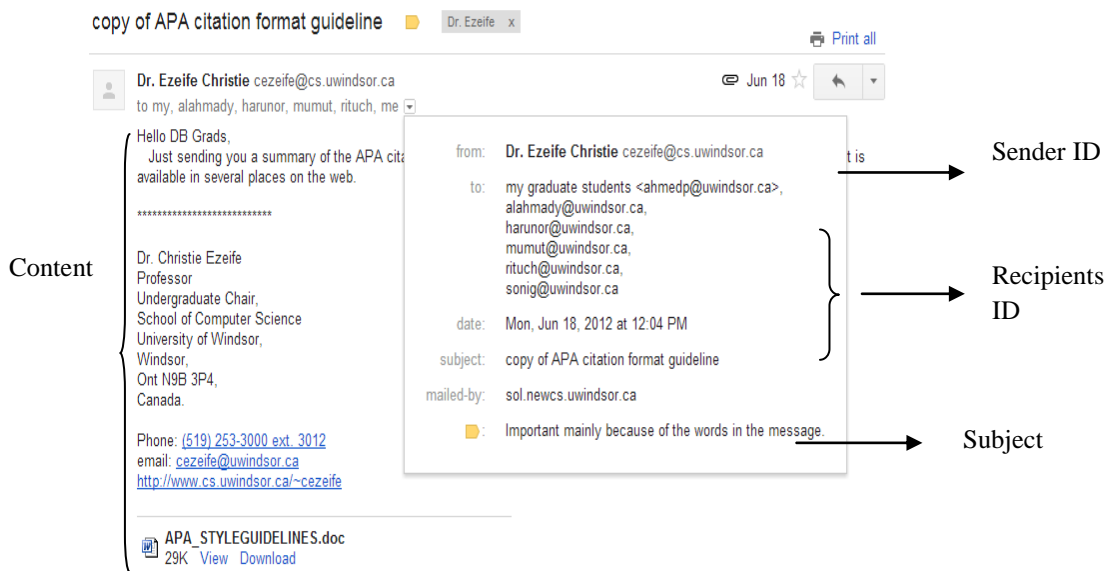 copy of APA citation format guideline
Dr. Ezeife x
Print all
Dr. Ezeife Christie cezeife@cs.uwindsor.ca
Jun 18
to my, alahmady, harunor, mumut, rituch, me
Hello DB Grads,
Just sending you a summary of the APA cita
t is
available in several places on the web.
***************************
Dr. Christie Ezeife
Professor
Undergraduate Chair,
School of Computer Science
University of Windsor,
Windsor,
Ont N9B 3P4,
Canada.
Phone: (519) 253-3000 ext. 3012
email: cezeife@uwindsor.ca
http://www.cs.uwindsor.ca/~cezeife
APA_STYLEGUIDELINES.doc
29K View Download
from: Dr. Ezeife Christie cezeife@cs.uwindsor.ca
to: my graduate students <ahmedp@uwindsor.ca>,
alahmady@uwindsor.ca,
harunor@uwindsor.ca,
mumut@uwindsor.ca,
rituch@uwindsor.ca,
sonig@uwindsor.ca
date: Mon, Jun 18, 2012 at 12:04 PM
subject: copy of APA citation format guideline
mailed-by: sol.newcs.uwindsor.ca
: Important mainly because of the words in the message.
Content
Sender ID
Recipients
ID
Subject